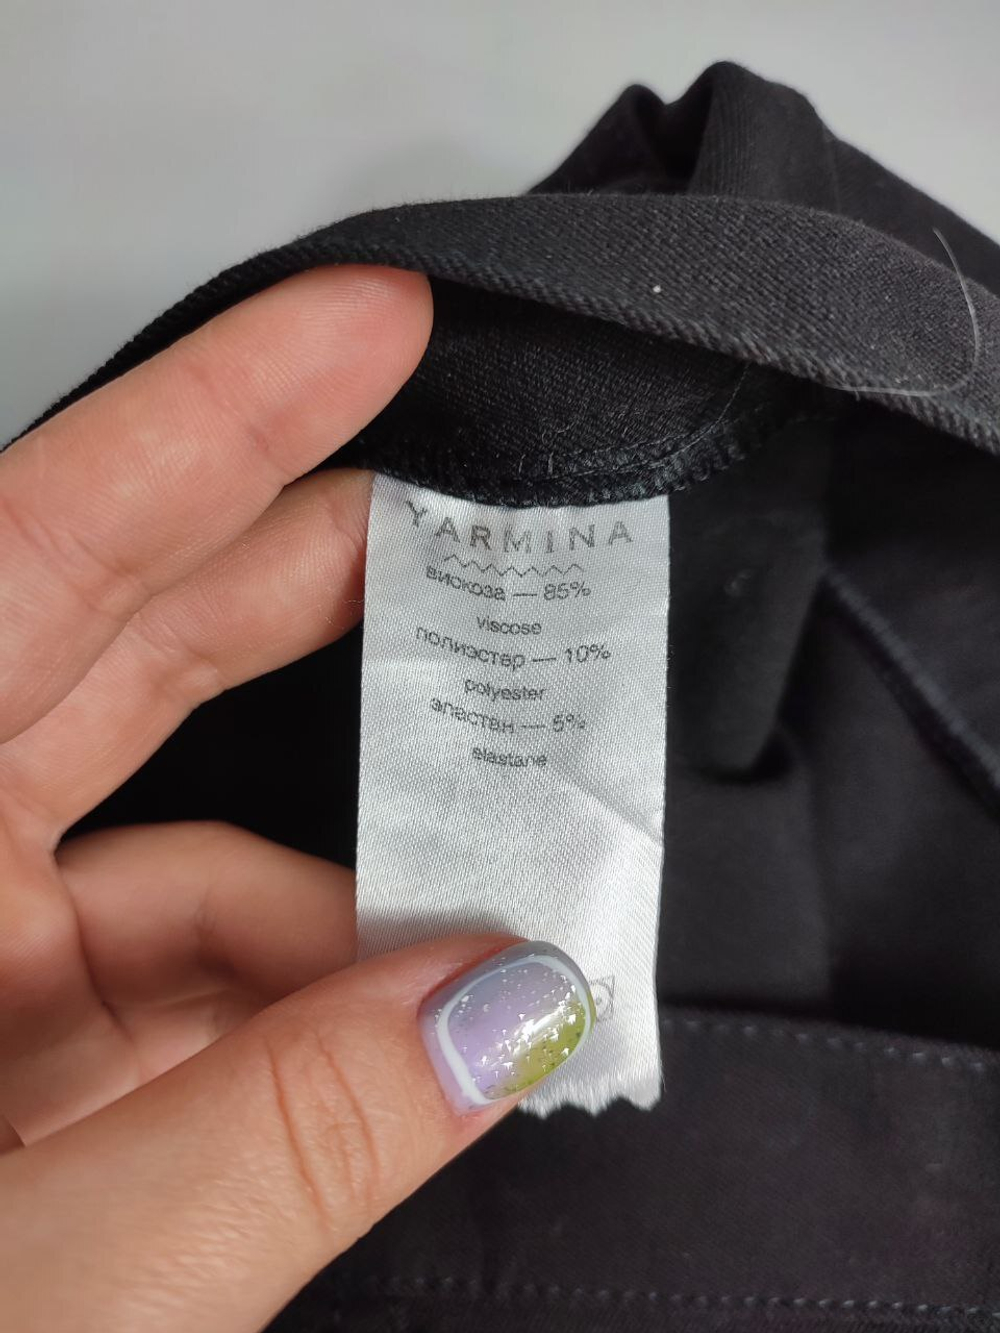 YARMINA
вискоза — 85%
viscose
полиэстер — 10%
polyester
эластан — 5%
elastane